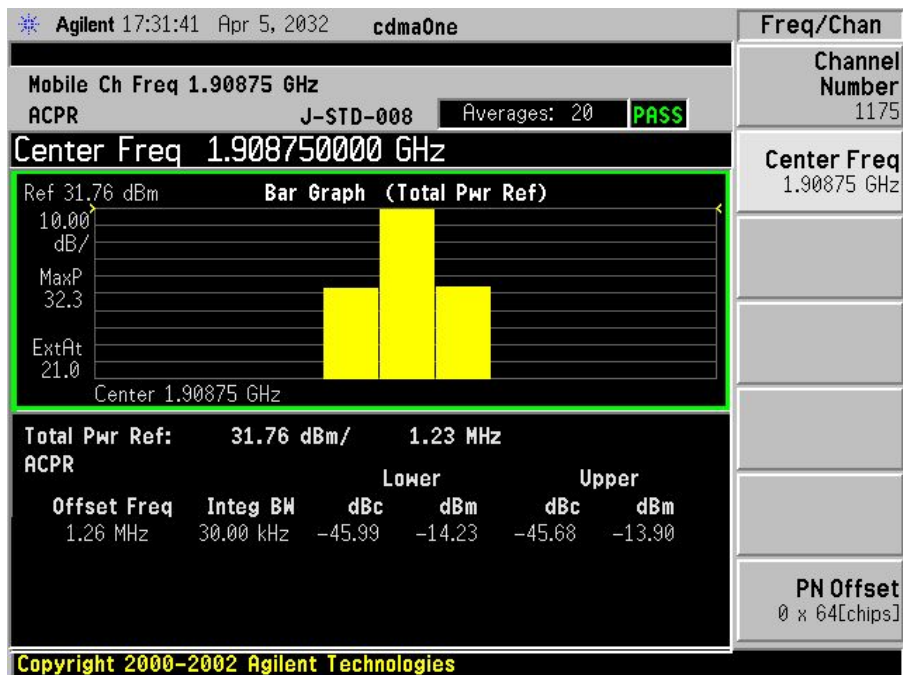 Agilent 17:31:41 Apr 5, 2032 cdmaOne
Freq/Chan
Mobile Ch Freq 1.90875 GHz
ACPR J-STD-008 Averages: 20 PASS
Center Freq 1.908750000 GHz
Ref 31.76 dBm Bar Graph (Total Pwr Ref)
10.00
dB/
MaxP
32.3
ExtAt
21.0
Center 1.90875 GHz
Total Pwr Ref: 31.76 dBm/ 1.23 MHz
ACPR
Lower Upper
Offset Freq Integ BW dBc dBm dBc dBm
1.26 MHz 30.00 kHz -45.99 -14.23 -45.68 -13.90
Copyright 2000-2002 Agilent Technologies
Channel
Number
1175
Center Freq
1.90875 GHz
PN Offset
0 x 64[chips]